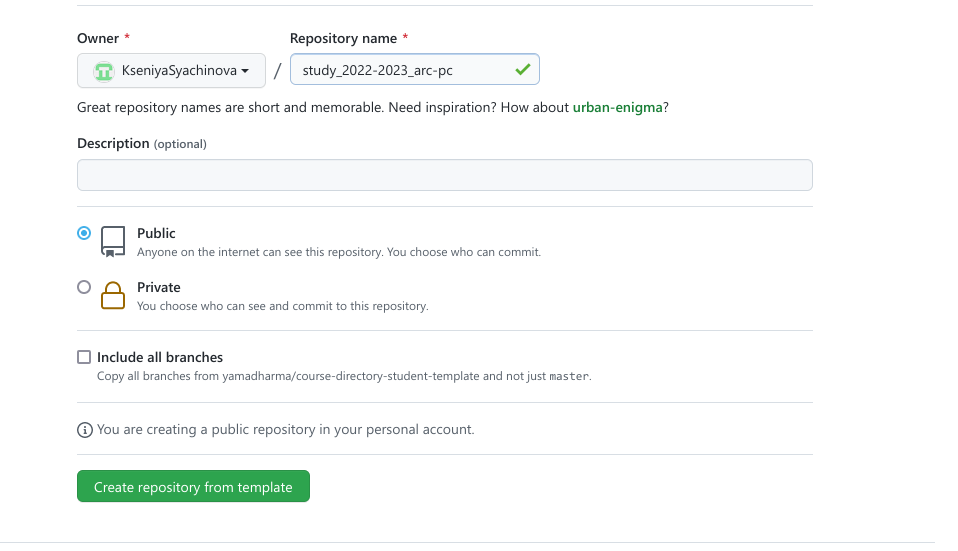 Owner * Repository name *
KseniyaSyachinova / study_2022-2023_arc-pc
Great repository names are short and memorable. Need inspiration? How about urban-enigma?
Description (optional)
Public
Anyone on the internet can see this repository. You choose who can commit.
Private
You choose who can see and commit to this repository.
Include all branches
Copy all branches from yamadharma/course-directory-student-template and not just master.
You are creating a public repository in your personal account.
Create repository from template